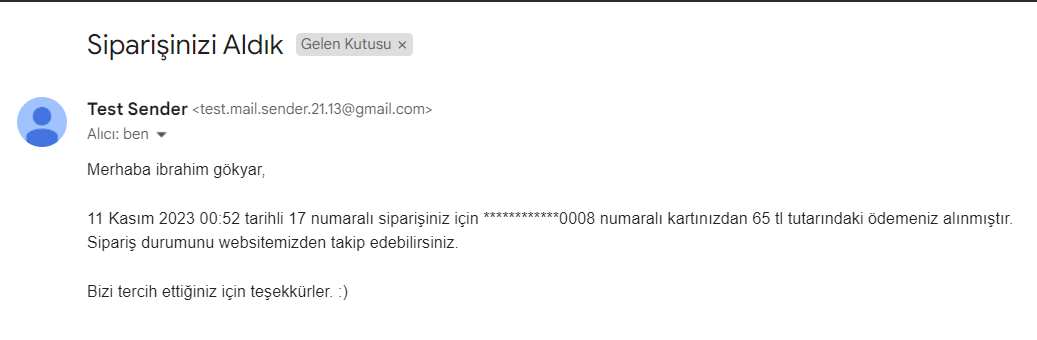 Siparişinizi Aldık Gelen Kutusu ×
Test Sender <test.mail.sender.21.13@gmail.com>
Alıcı: ben
Merhaba ibrahim gökyar,
11 Kasım 2023 00:52 tarihli 17 numaralı siparişiniz için ************0008 numaralı kartınızdan 65 tl tutarındaki ödemeniz alınmıştır.
Sipariş durumunu websitemizden takip edebilirsiniz.
Bizi tercih ettiğiniz için teşekkürler. :)